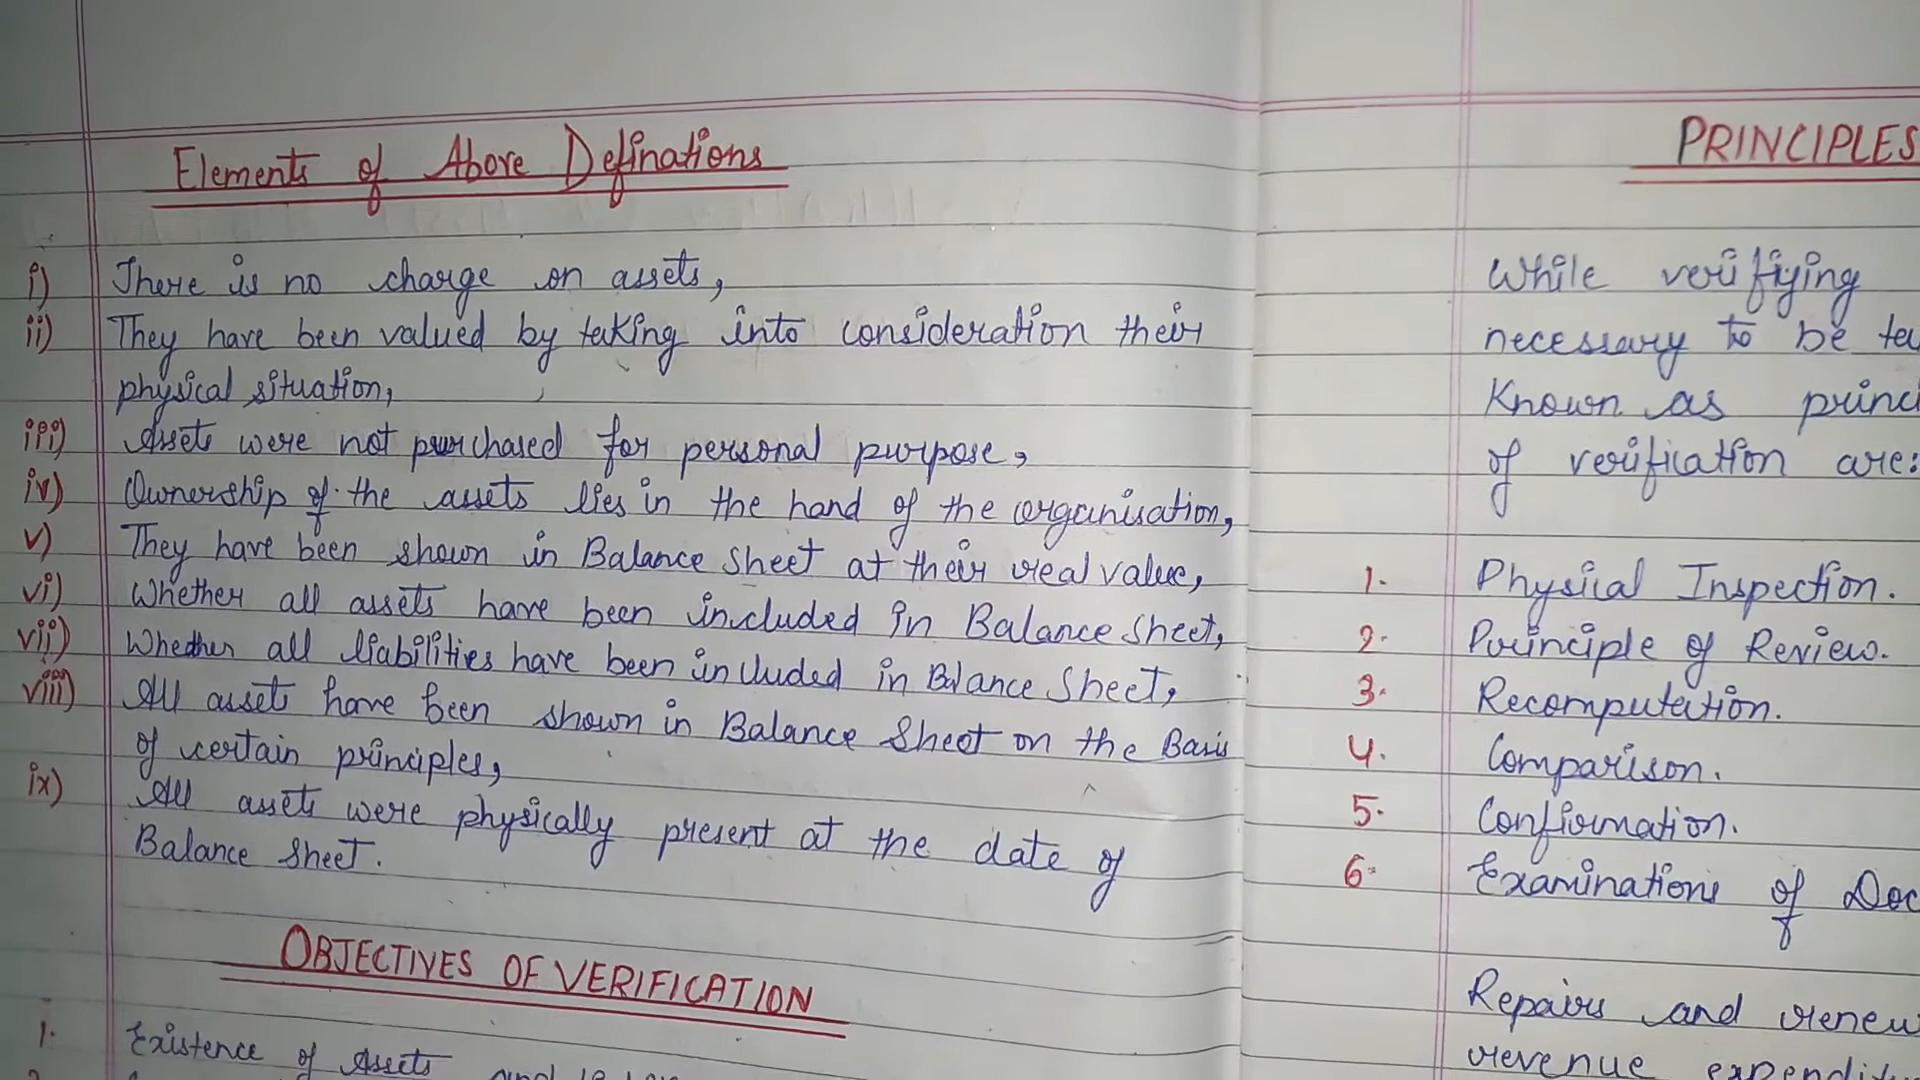 Elements of Above Definations
i) There is no charge on assets,
ii) They have been valued by taking into consideration their
physical situation,
iii) Assets were not purchased for personal purpose,
iv) Ownership of the assets lies in the hand of the organisation,
v) They have been shown in Balance Sheet at their real value,
vi) Whether all assets have been included in Balance Sheet,
vii) Whether all liabilities have been included in Balance Sheet,
viii) All assets have been shown in Balance Sheet on the Basis
of certain principles,
ix) All assets were physically present at the date of
Balance Sheet.
OBJECTIVES OF VERIFICATION
1. Existence of Assets
PRINCIPLES
While verifying
necessary to be
Known as
of verification are:
1. Physical Inspection.
2. Principle of Review.
3. Recomputation.
4. Comparison.
5. Confirmation.
6. Examinations of
Repairs and
revenue